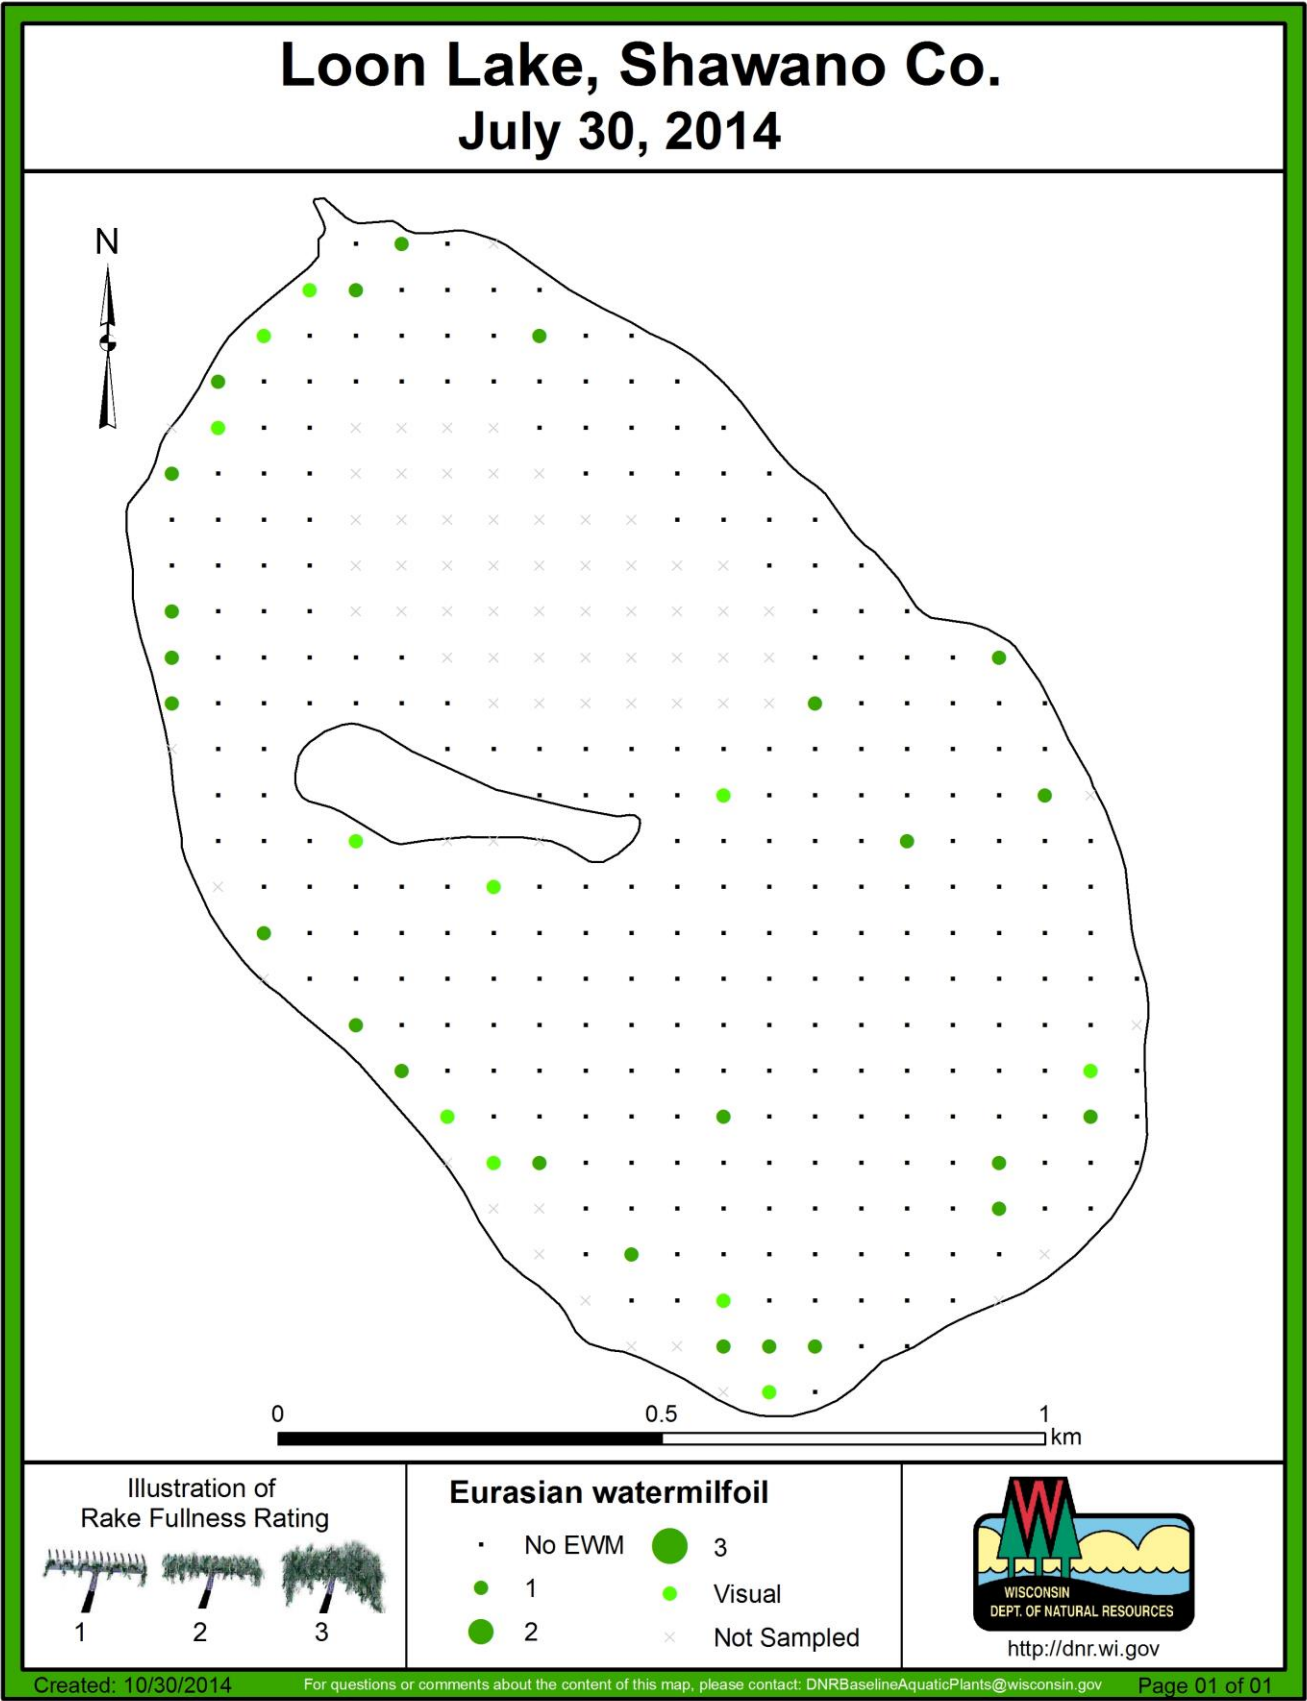 Loon Lake, Shawano Co.
July 30, 2014
N
0 0.5 1
km
Illustration of
Rake Fullness Rating
1 2 3
Eurasian watermilfoil
No EWM
1
2
3
Visual
Not Sampled
WISCONSIN
DEPT. OF NATURAL RESOURCES
http://dnr.wi.gov
Created: 10/30/2014
For questions or comments about the content of this map, please contact: DNRBaselineAquaticPlants@wisconsin.gov
Page 01 of 01